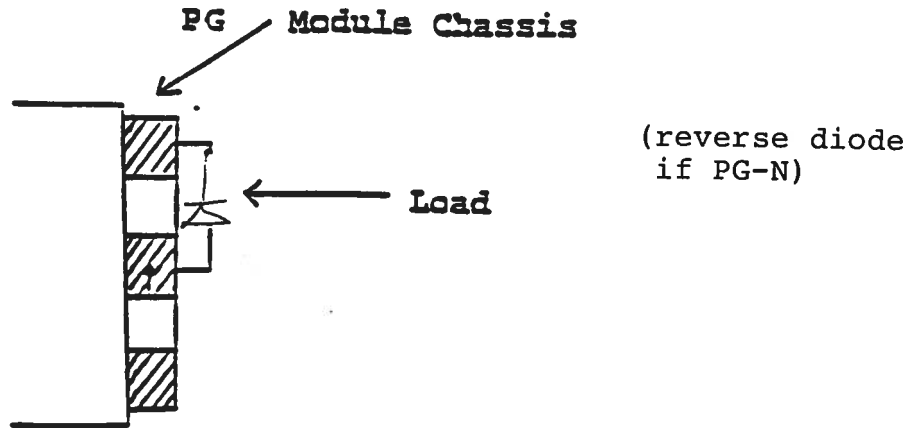 PG Module Chassis
(reverse diode
if PG-N)
Load